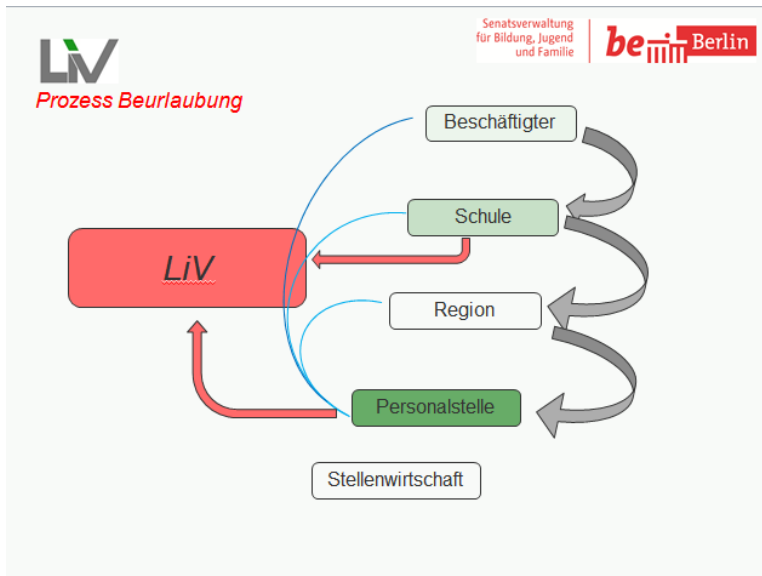 Senatsverwaltung
für Bildung, Jugend
und Familie
be Berlin
LiV
Prozess Beurlaubung
Beschäftigter
Schule
LiV
Region
Personalstelle
Stellenwirtschaft